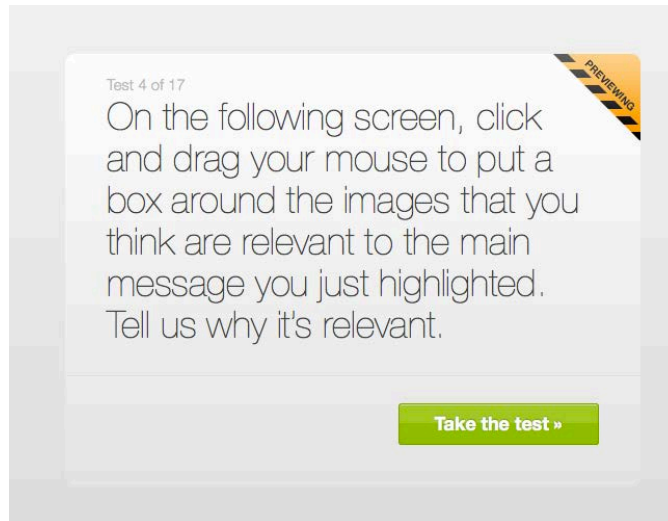 PREVIEWING
Test 4 of 17
On the following screen, click
and drag your mouse to put a
box around the images that you
think are relevant to the main
message you just highlighted.
Tell us why it's relevant.
Take the test »